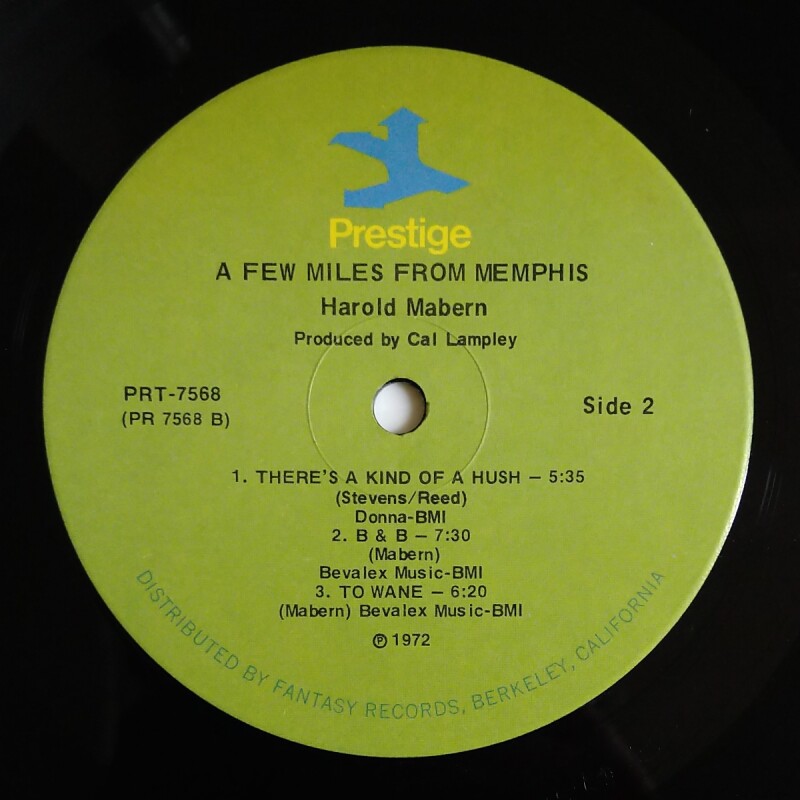 Prestige
A FEW MILES FROM MEMPHIS
Harold Mabern
Produced by Cal Lampley
PRT-7568
(PR 7568 B)
Side 2
1. THERE'S A KIND OF A HUSH – 5:35
(Stevens/Reed)
Donna-BMI
2. B & B – 7:30
(Mabern)
Bevalex Music-BMI
3. TO WANE – 6:20
(Mabern) Bevalex Music-BMI
℗ 1972
DISTRIBUTED BY FANTASY RECORDS, BERKELEY, CALIFORNIA